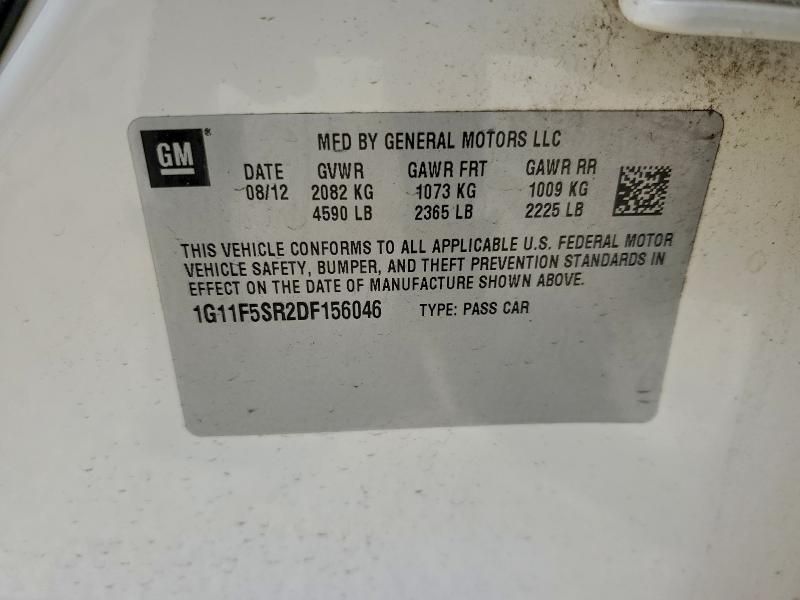 GM®
MFD BY GENERAL MOTORS LLC
DATE GVWR GAWR FRT GAWR RR
08/12 2082 KG 1073 KG 1009 KG
4590 LB 2365 LB 2225 LB
THIS VEHICLE CONFORMS TO ALL APPLICABLE U.S. FEDERAL MOTOR
VEHICLE SAFETY, BUMPER, AND THEFT PREVENTION STANDARDS IN
EFFECT ON THE DATE OF MANUFACTURE SHOWN ABOVE.
1G11F5SR2DF156046 TYPE: PASS CAR